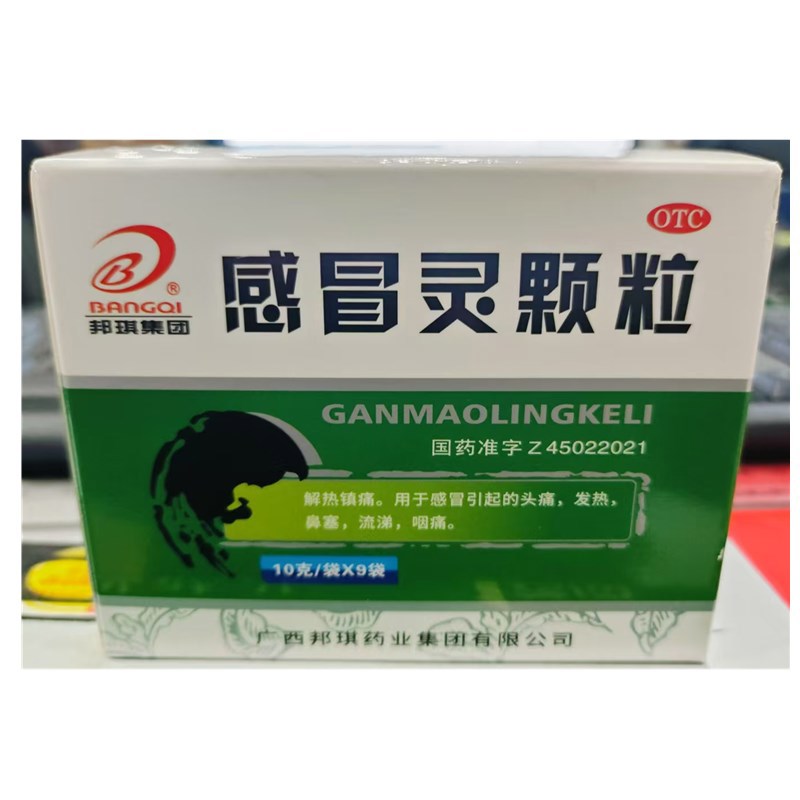 OTC
B
®
BANGQI
邦琪集团
感冒灵颗粒
GANMAOLINGKELI
国药准字Z45022021
解热镇痛。用于感冒引起的头痛,发热,
鼻塞,流涕,咽痛。
10克/袋X9袋
广西邦琪药业集团有限公司